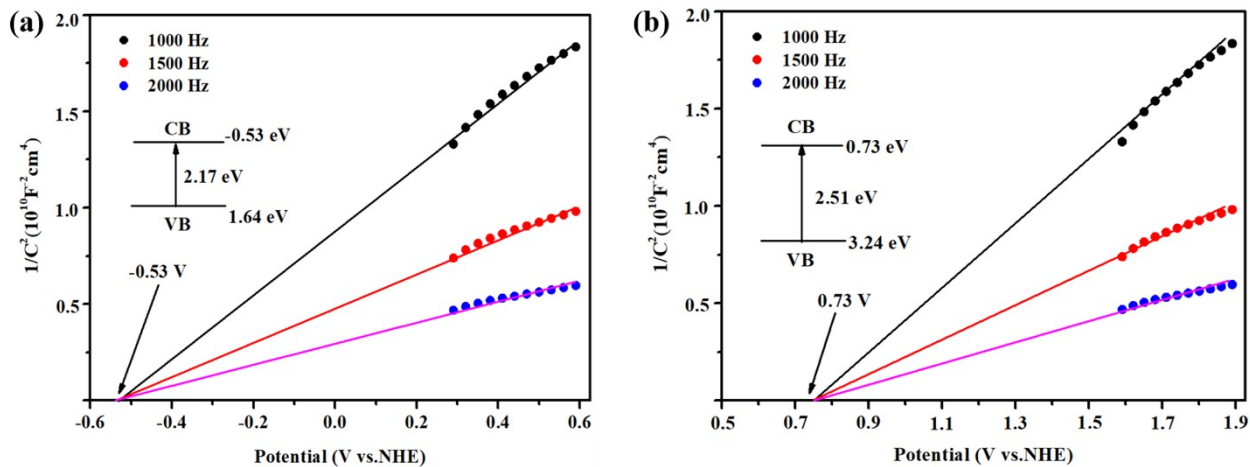 (a)
1/C² (10¹⁰F⁻² cm⁴)
2.0
1.5
1.0
0.5
1000 Hz
1500 Hz
2000 Hz
CB
-0.53 eV
2.17 eV
VB
1.64 eV
-0.53 V
-0.6 -0.4 -0.2 0.0 0.2 0.4 0.6
Potential (V vs.NHE)
(b)
1/C² (10¹⁰F⁻² cm⁴)
2.0
1.5
1.0
0.5
1000 Hz
1500 Hz
2000 Hz
CB
0.73 eV
2.51 eV
3.24 eV
VB
0.73 V
0.5 0.7 0.9 1.1 1.3 1.5 1.7 1.9
Potential (V vs.NHE)